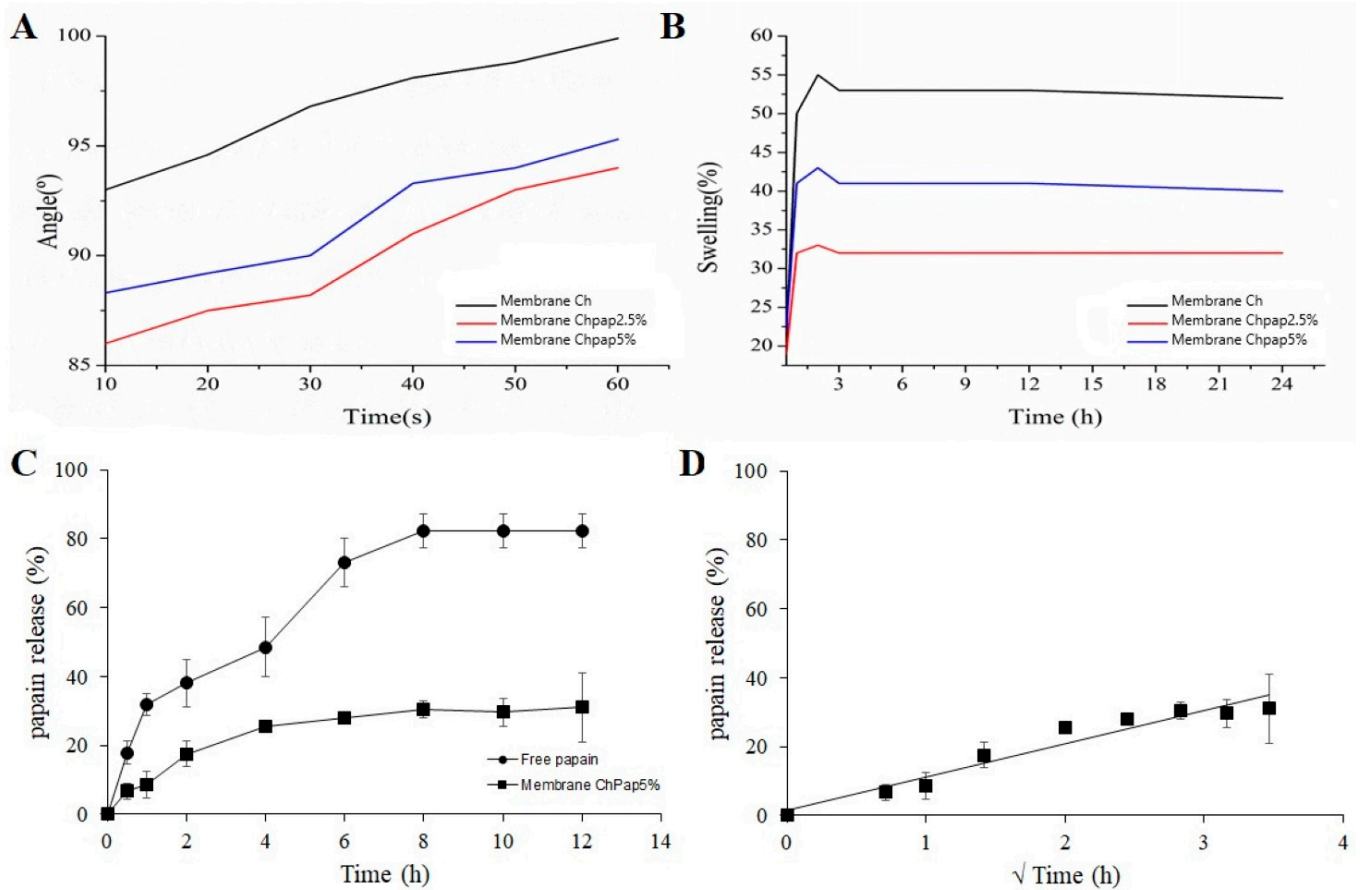 A
100
95
90
85
Angle(º)
Membrane Ch
Membrane Chpap2.5%
Membrane Chpap5%
10 20 30 40 50 60
Time(s)
B
60
55
50
45
40
35
30
25
20
Swelling(%)
Membrane Ch
Membrane Chpap2.5%
Membrane Chpap5%
3 6 9 12 15 18 21 24
Time (h)
C
100
80
60
40
20
0
papain release (%)
Free papain
Membrane ChPap5%
0 2 4 6 8 10 12 14
Time (h)
D
100
80
60
40
20
0
papain release (%)
0 1 2 3 4
√ Time (h)